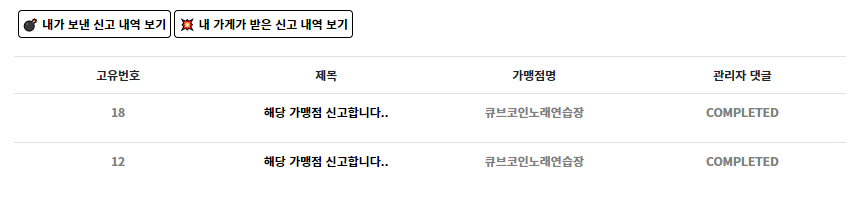 내가 보낸 신고 내역 보기 내 가게가 받은 신고 내역 보기
고유번호 제목 가맹점명 관리자 댓글
18 해당 가맹점 신고합니다.. 큐브코인노래연습장 COMPLETED
12 해당 가맹점 신고합니다.. 큐브코인노래연습장 COMPLETED